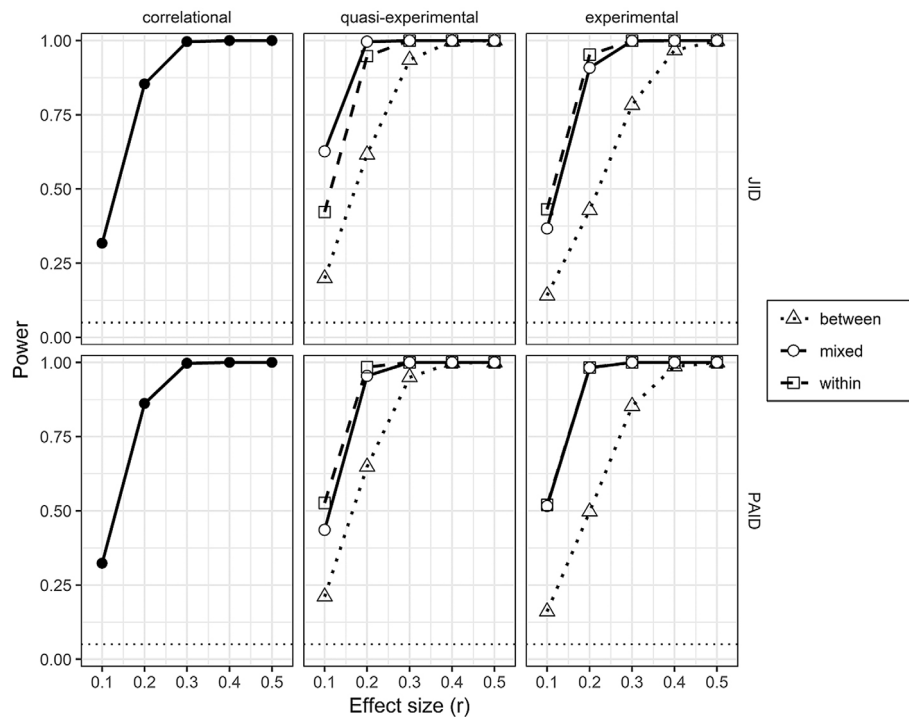 correlational quasi-experimental experimental
1.00
0.75
0.50
0.25
0.00
JID
Power
1.00
0.75
0.50
0.25
0.00
PAID
0.1 0.2 0.3 0.4 0.5 0.1 0.2 0.3 0.4 0.5 0.1 0.2 0.3 0.4 0.5
Effect size (r)
between
mixed
within